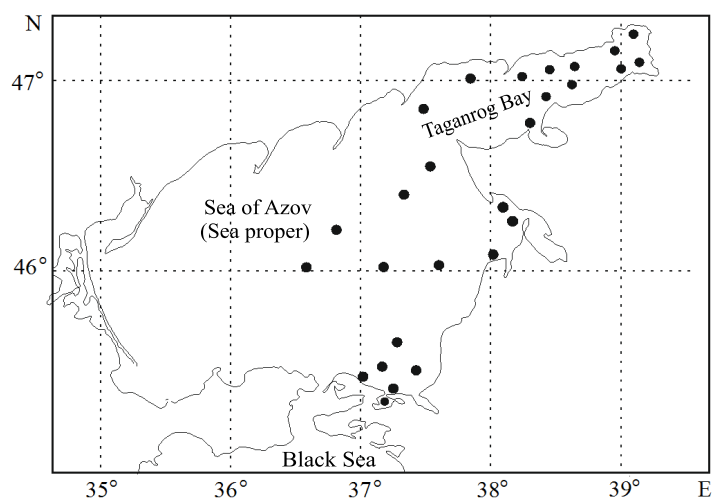 N
47°
Taganrog Bay
Sea of Azov
(Sea proper)
46°
Black Sea
35° 36° 37° 38° 39° E